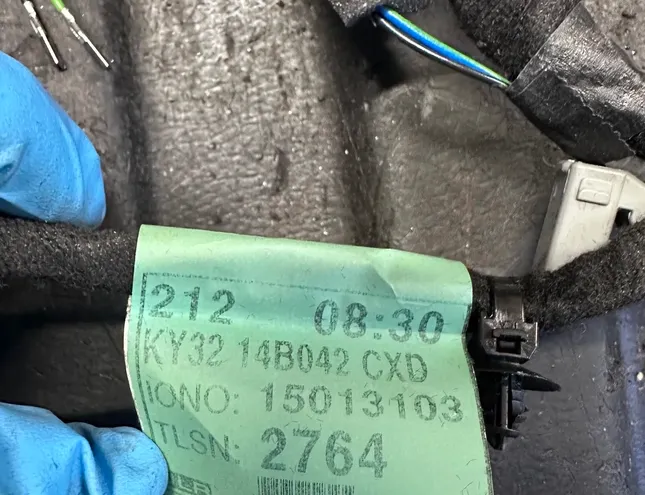 212 08:30
KY32 14B042 CXD
IONO: 15013103
TLSN: 2764